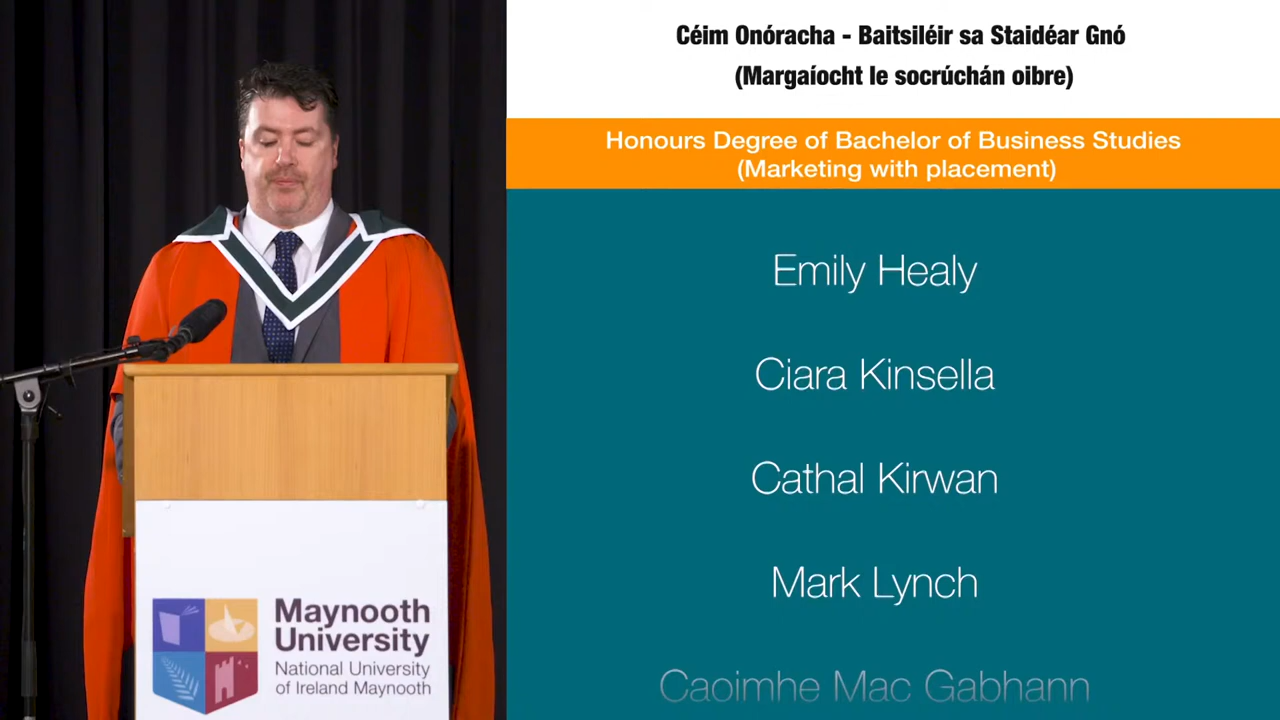 Céim Onóracha - Baitsiléir sa Staidéar Gnó
(Margaíocht le socrúchán oibre)
Honours Degree of Bachelor of Business Studies
(Marketing with placement)
Emily Healy
Ciara Kinsella
Cathal Kirwan
Mark Lynch
Caoimhe Mac Gabhann
Maynooth
University
National University
of Ireland Maynooth